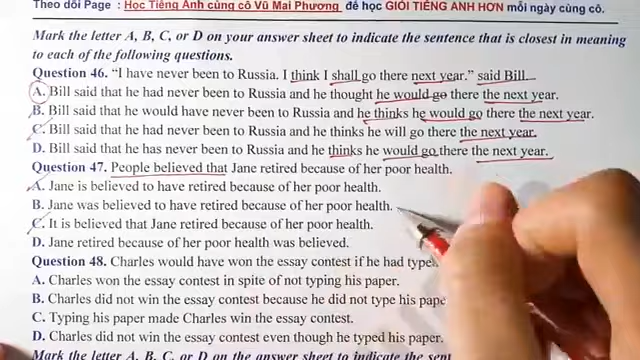 Theo dõi Page : Học Tiếng Anh cùng cô Vũ Mai Phương để học GIỎI TIẾNG ANH HƠN mỗi ngày cùng cô.
Mark the letter A, B, C, or D on your answer sheet to indicate the sentence that is closest in meaning
to each of the following questions.
Question 46. “I have never been to Russia. I think I shall go there next year.” said Bill.
A. Bill said that he had never been to Russia and he thought he would go there the next year.
B. Bill said that he would have never been to Russia and he thinks he would go there the next year.
C. Bill said that he had never been to Russia and he thinks he will go there the next year.
D. Bill said that he has never been to Russia and he thinks he would go there the next year.
Question 47. People believed that Jane retired because of her poor health.
A. Jane is believed to have retired because of her poor health.
B. Jane was believed to have retired because of her poor health.
C. It is believed that Jane retired because of her poor health.
D. Jane retired because of her poor health was believed.
Question 48. Charles would have won the essay contest if he had
A. Charles won the essay contest in spite of not typing his paper.
B. Charles did not win the essay contest because he did not type his
C. Typing his paper made Charles win the essay contest.
D. Charles did not win the essay contest even though he typed his paper.
Mark the letter A, B, C, or D on the answer sheet to indicate the